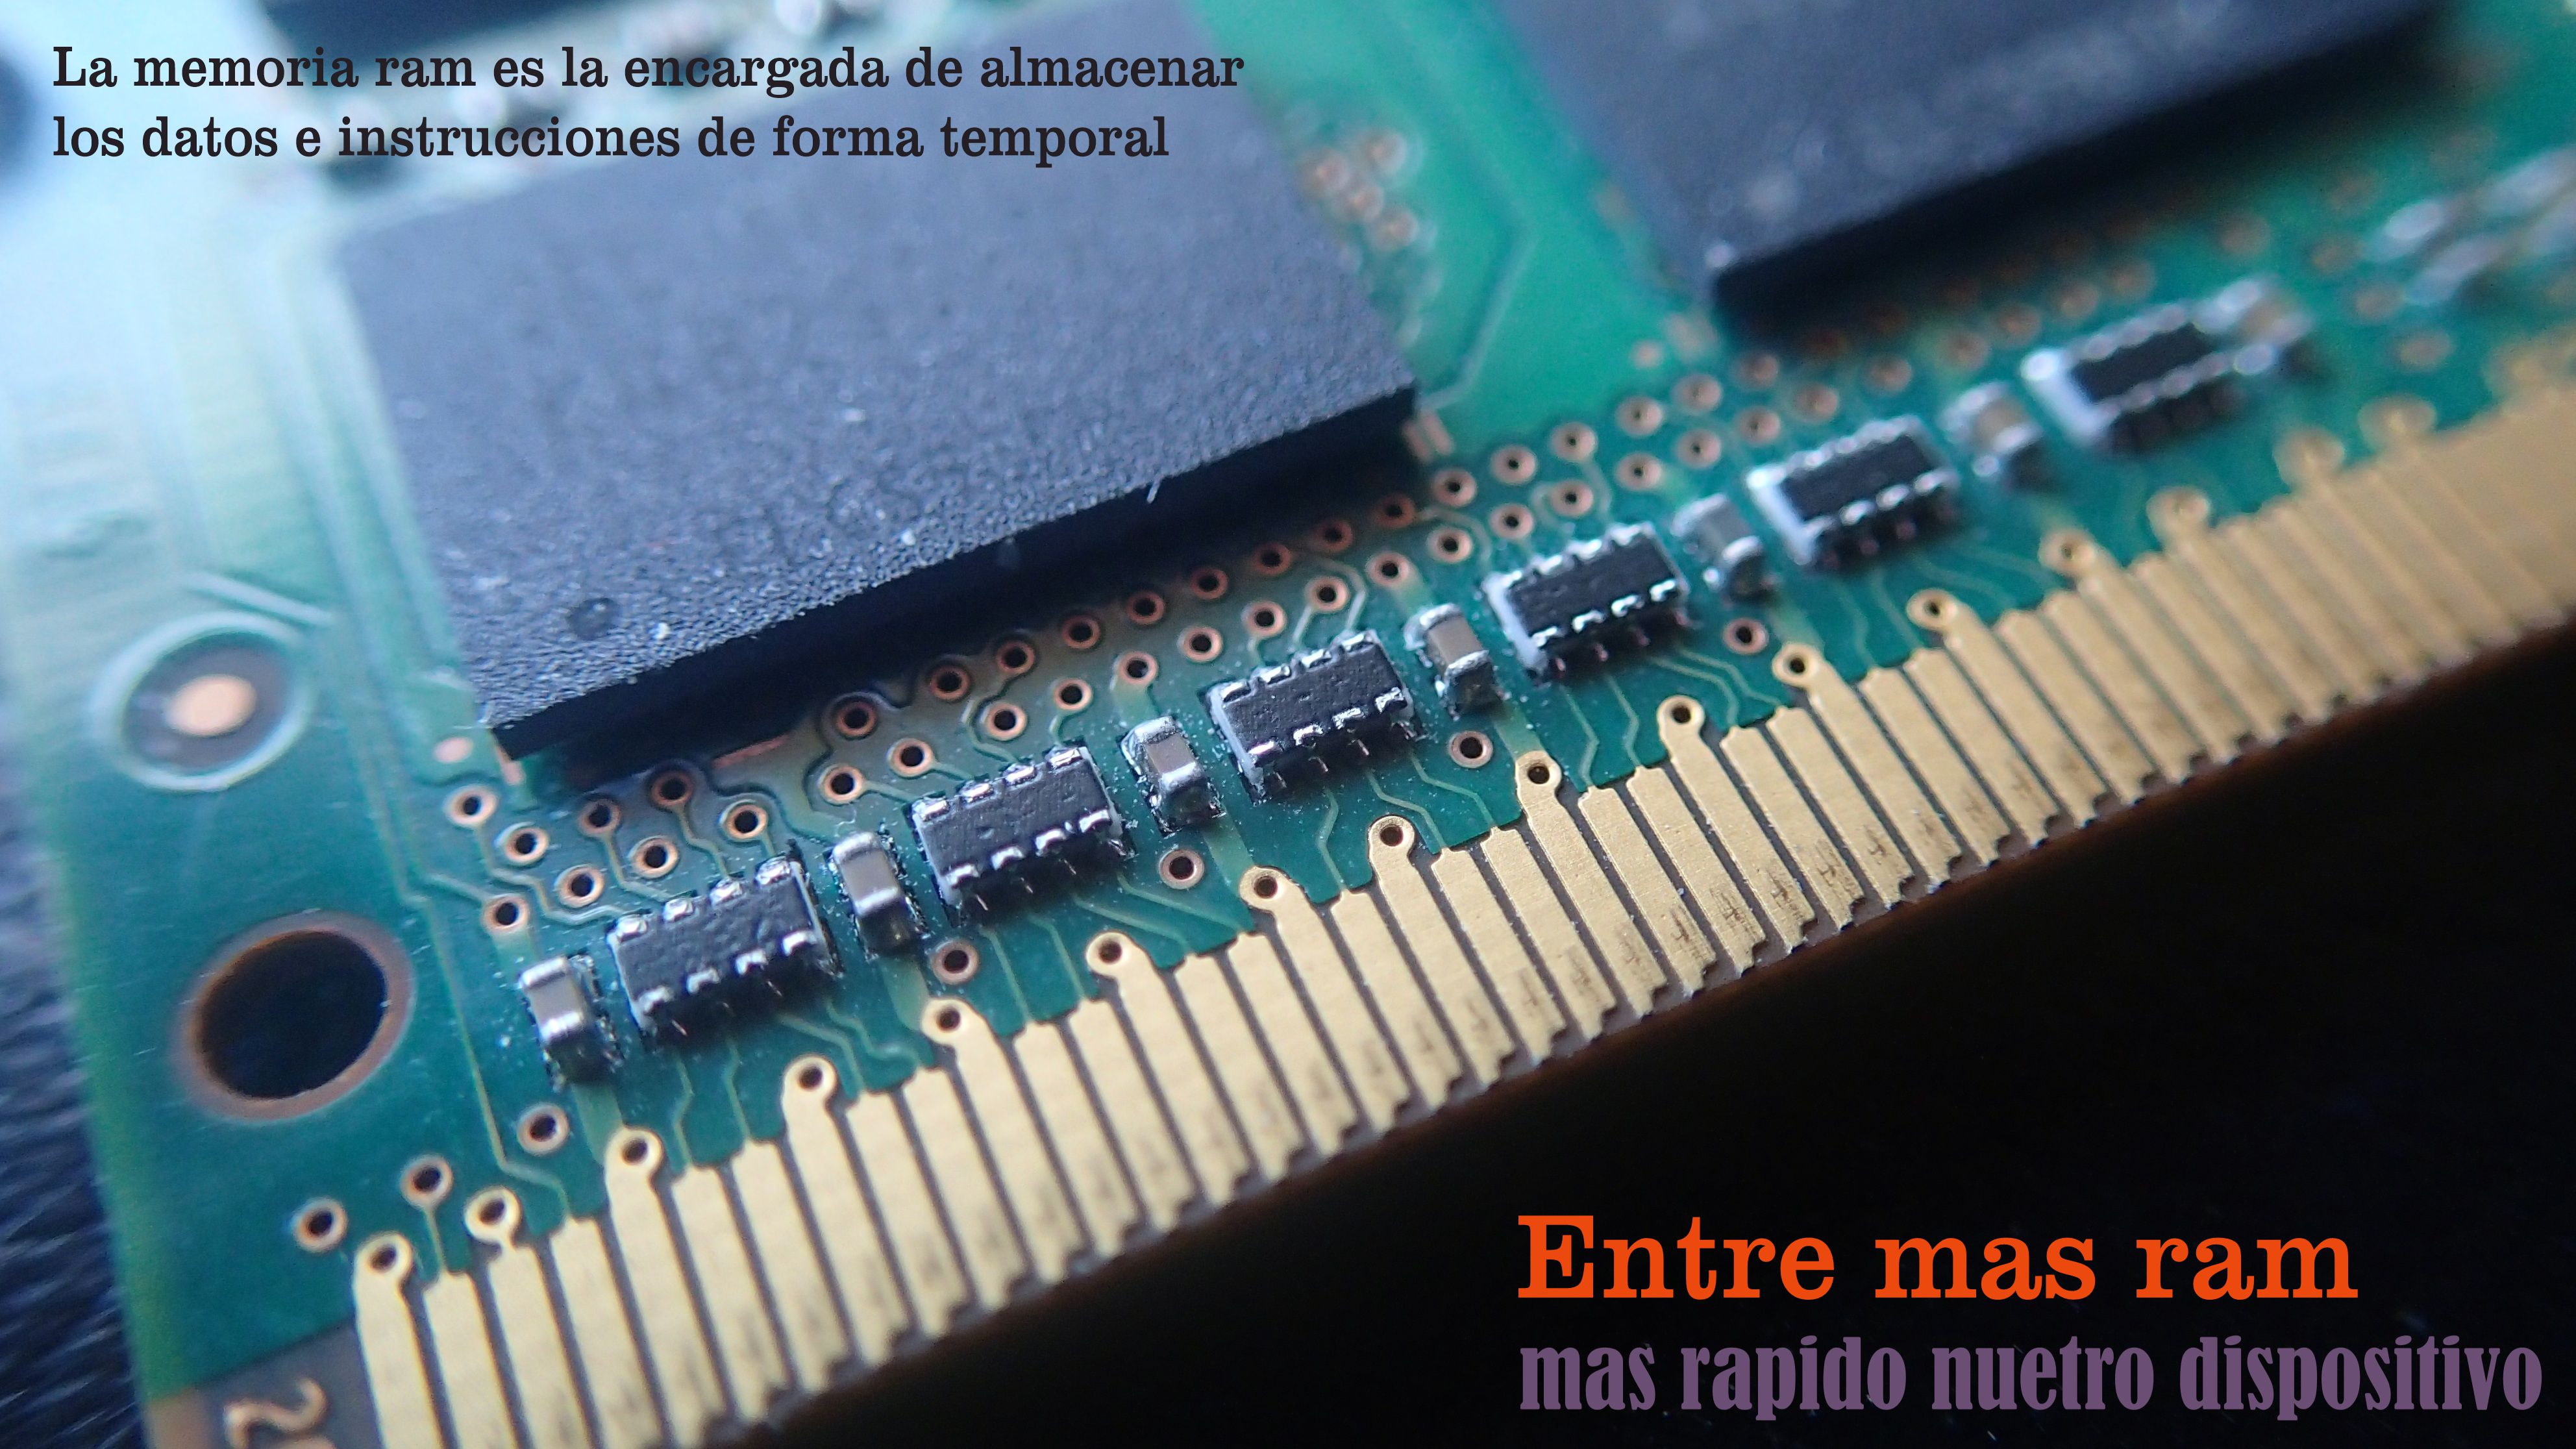 La memoria ram es la encargada de almacenar
los datos e instrucciones de forma temporal
Entre mas ram
mas rapido nuetro dispositivo
2